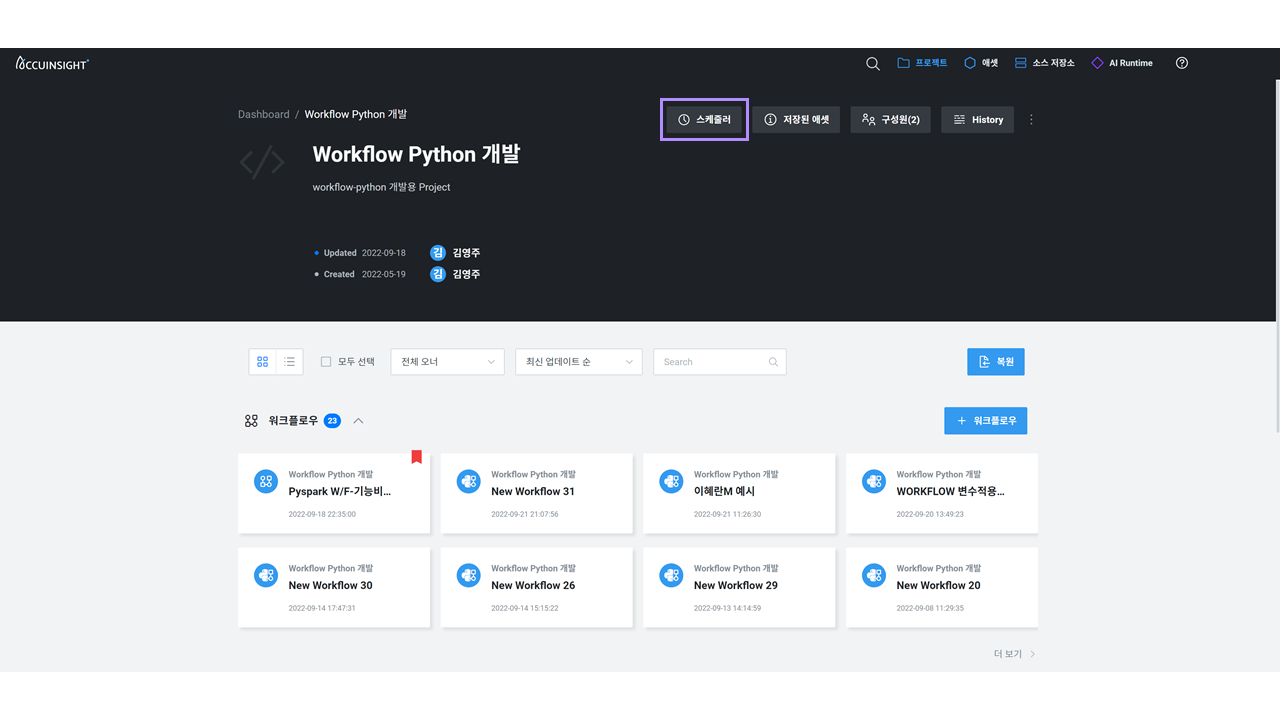 ACCUINSIGHT+
프로젝트
애셋
소스 저장소
AI Runtime
Dashboard / Workflow Python 개발
스케줄러
저장된 애셋
구성원(2)
History
Workflow Python 개발
workflow-python 개발용 Project
Updated 2022-09-18 김 김영주
Created 2022-05-19 김 김영주
모두 선택
전체 오너
최신 업데이트 순
Search
복원
워크플로우 23
+ 워크플로우
Workflow Python 개발
Pyspark W/F-기능비...
2022-09-18 22:35:00
Workflow Python 개발
New Workflow 31
2022-09-21 21:07:56
Workflow Python 개발
이혜란M 예시
2022-09-21 11:26:30
Workflow Python 개발
WORKFLOW 변수적용...
2022-09-20 13:49:23
Workflow Python 개발
New Workflow 30
2022-09-14 17:47:31
Workflow Python 개발
New Workflow 26
2022-09-14 15:15:22
Workflow Python 개발
New Workflow 29
2022-09-13 14:14:59
Workflow Python 개발
New Workflow 20
2022-09-08 11:29:35
더 보기